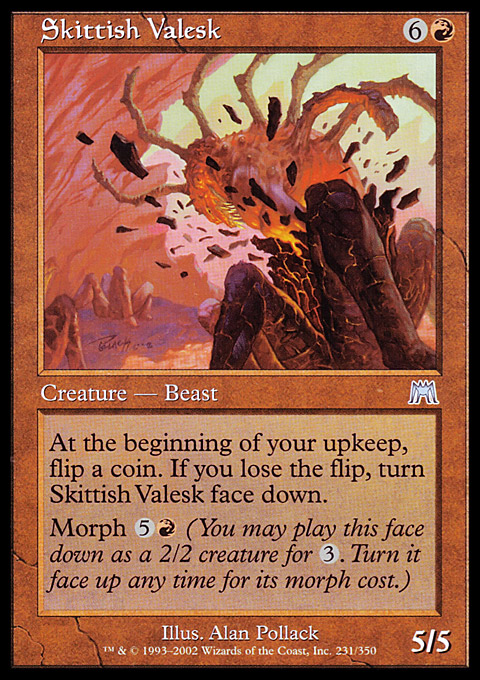 Skittish Valesk 6
Creature — Beast
At the beginning of your upkeep,
flip a coin. If you lose the flip, turn
Skittish Valesk face down.
Morph 5 (You may play this face
down as a 2/2 creature for 3. Turn it
face up any time for its morph cost.)
Illus. Alan Pollack
™ & © 1993–2002 Wizards of the Coast, Inc. 231/350
5/5